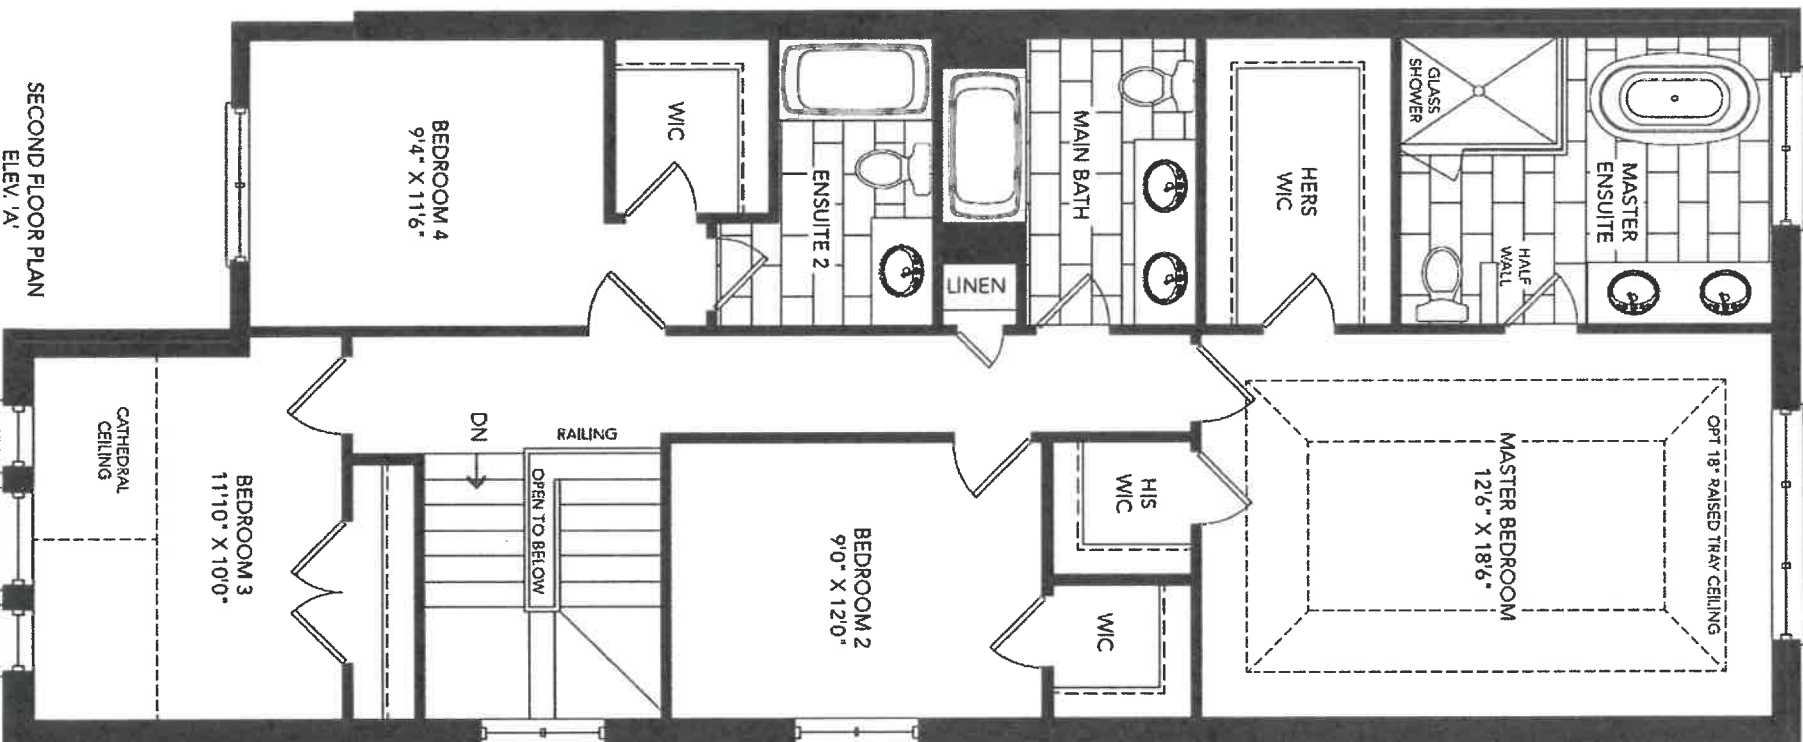 MASTER
ENSUITE
GLASS
SHOWER
HALF
WALL
OPT 18" RAISED TRAY CEILING
MASTER BEDROOM
12'6" X 18'6"
HERS
WIC
HIS
WIC
WIC
MAIN BATH
LINEN
BEDROOM 2
9'0" X 12'0"
ENSUITE 2
WIC
RAILING
OPEN TO BELOW
DN
BEDROOM 4
9'4" X 11'6"
BEDROOM 3
11'10" X 10'0"
CATHEDRAL
CEILING
SECOND FLOOR PLAN
ELEV. 'A'